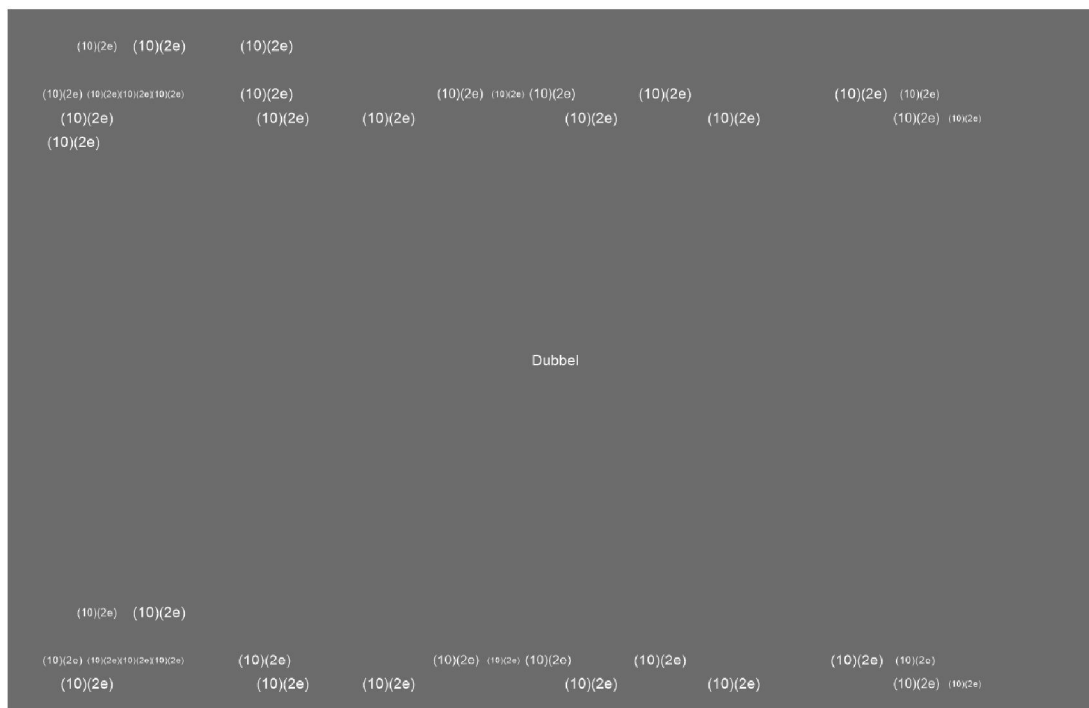 (10)(2e) (10)(2e) (10)(2e)
(10)(2e) (10)(2e)(10)(2e)(10)(2e) (10)(2e) (10)(2e) (10)(2e) (10)(2e) (10)(2e) (10)(2e) (10)(2e)
(10)(2e) (10)(2e) (10)(2e) (10)(2e) (10)(2e) (10)(2e) (10)(2e)
(10)(2e)
Dubbel
(10)(2e) (10)(2e)
(10)(2e) (10)(2e)(10)(2e)(10)(2e) (10)(2e) (10)(2e) (10)(2e) (10)(2e) (10)(2e) (10)(2e) (10)(2e)
(10)(2e) (10)(2e) (10)(2e) (10)(2e) (10)(2e) (10)(2e) (10)(2e)